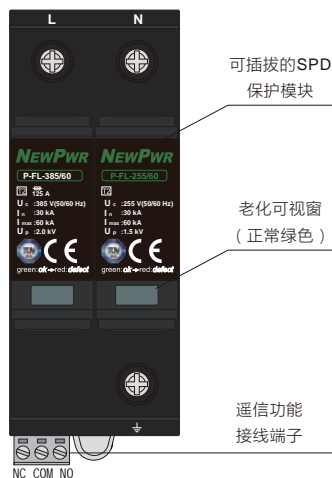 L N
可插拔的SPD
保护模块
NEWPWR NEWPWR
P-FL-385/60 P-FL-255/60
T2 125 A T2
Uc :385 V(50/60 Hz) Uc :255 V(50/60 Hz)
In :30 kA In :30 kA
Imax :60 kA Imax :60 kA
Up :2.0 kV Up :1.5 kV
TÜV CE TÜV CE
green:ok→red:defect green:ok→red:defect
老化可视窗
（正常绿色）
遥信功能
接线端子
NC COM NO